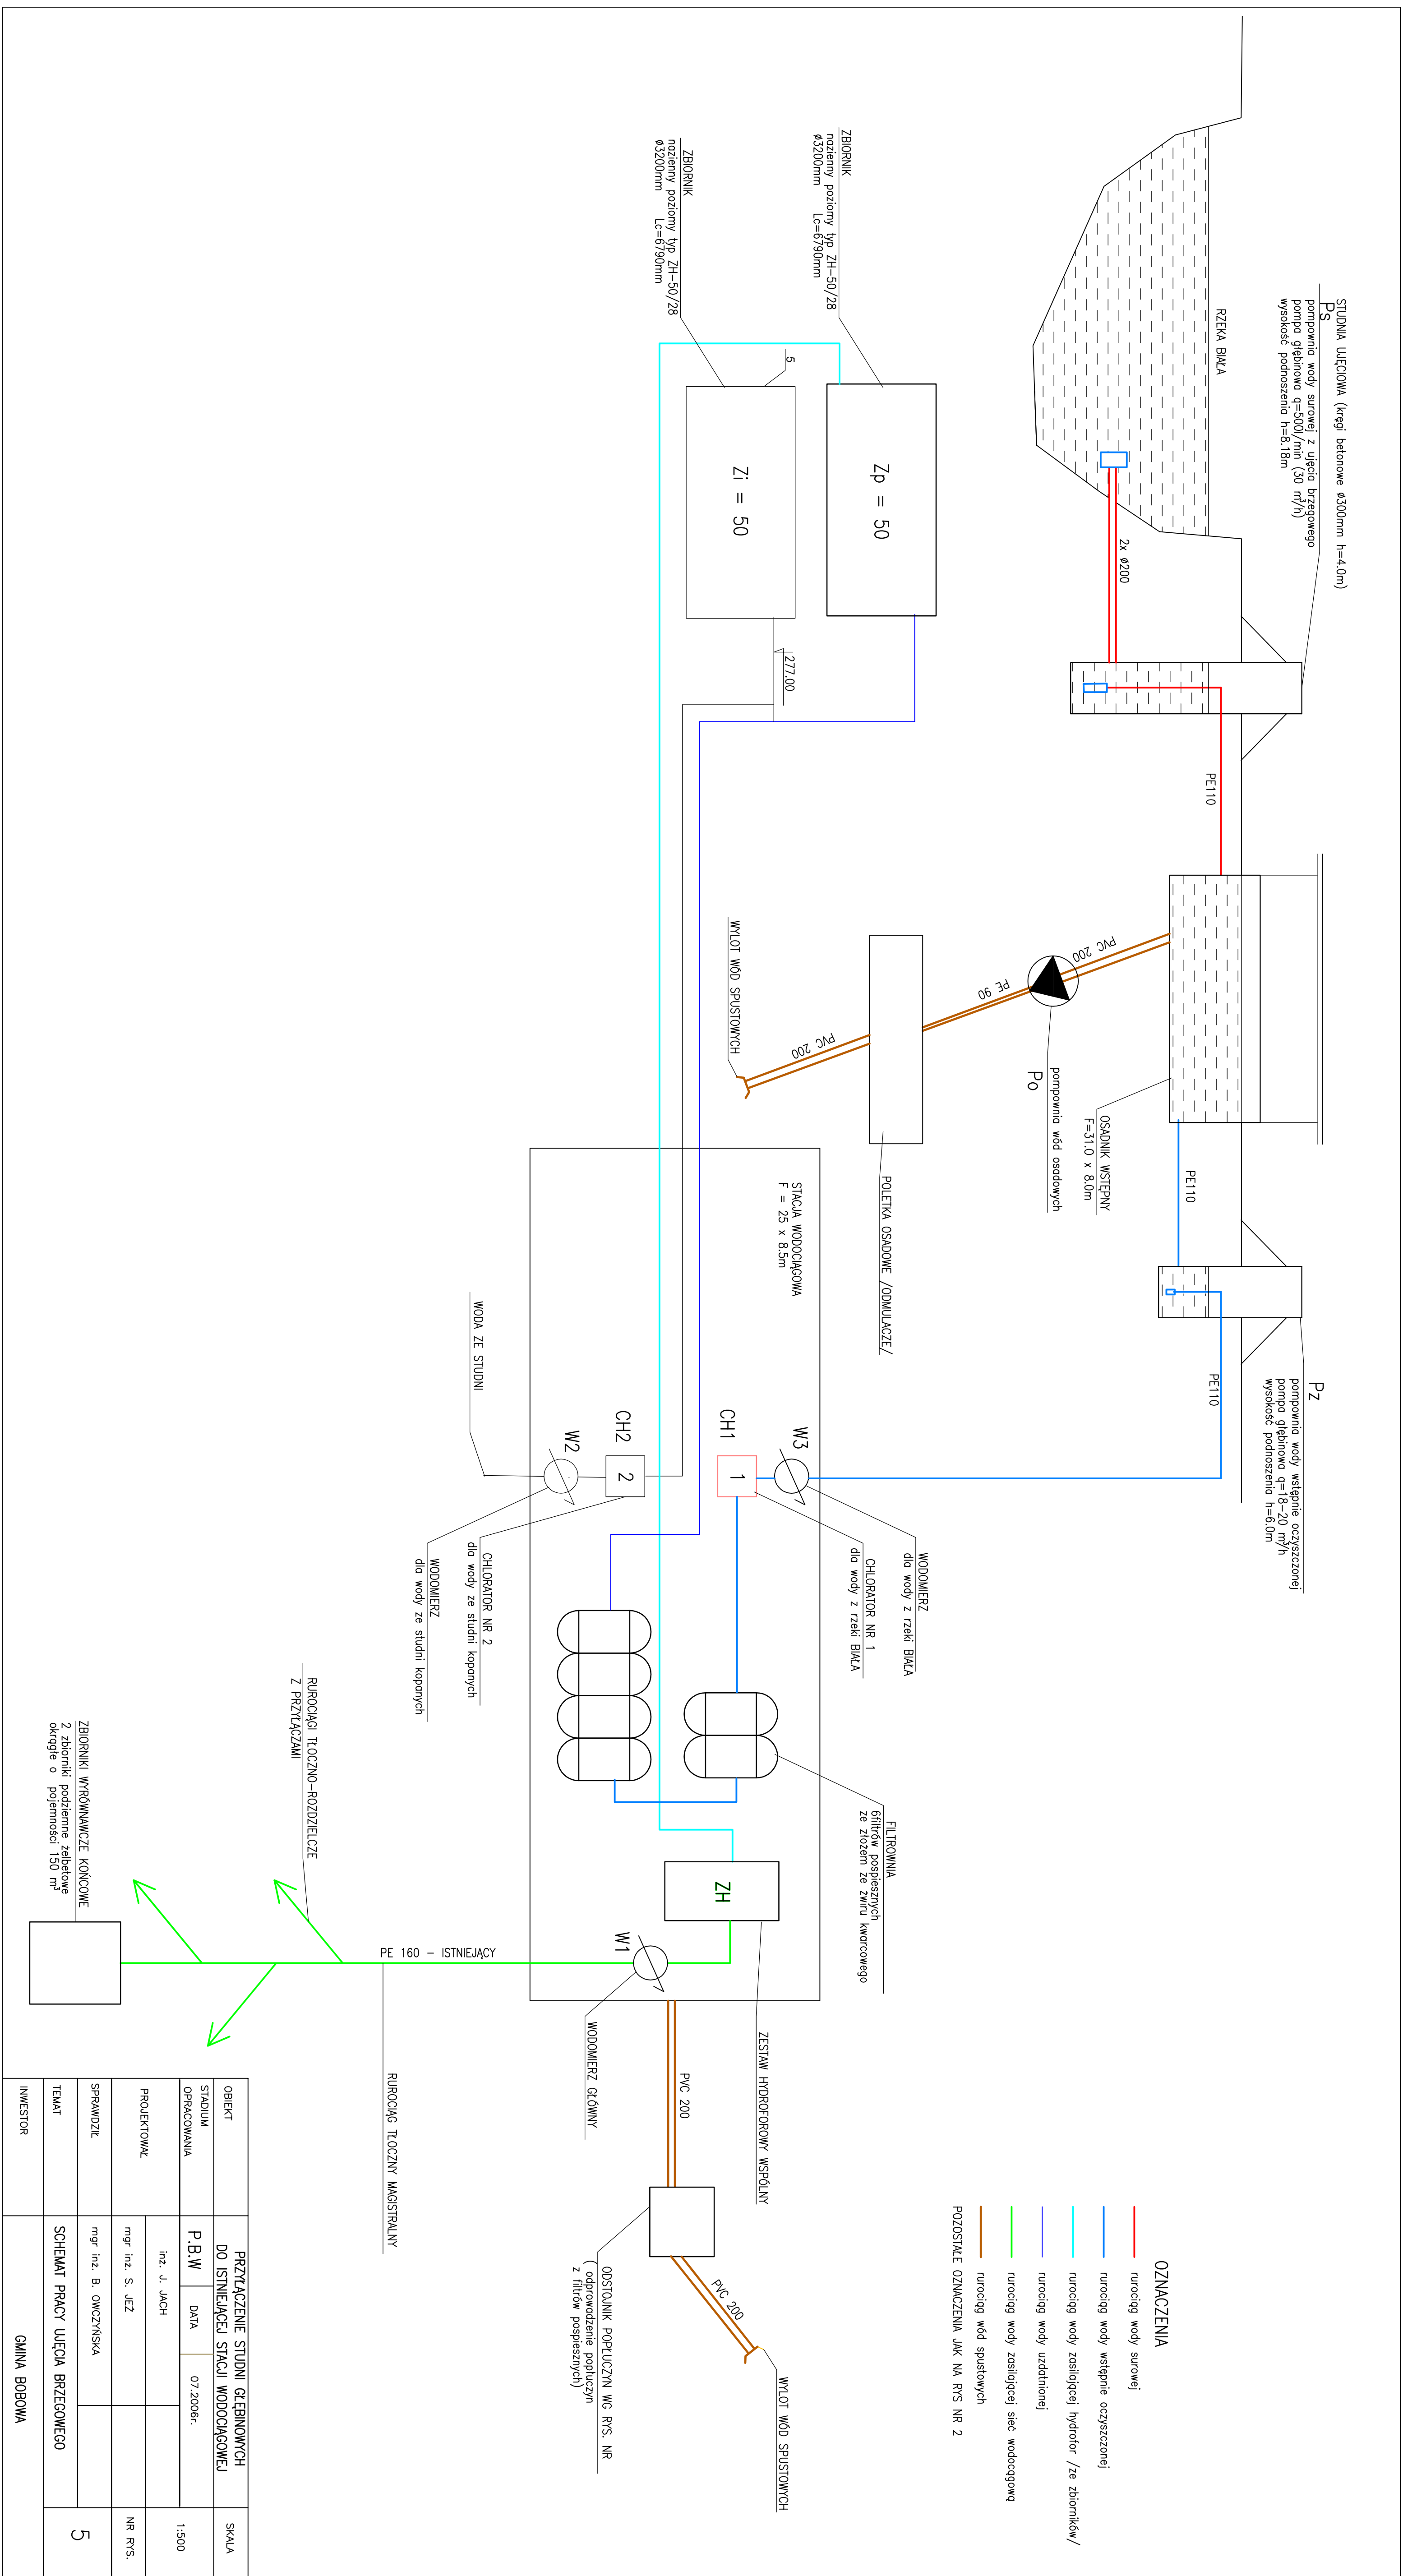 STUDNIA UJĘCIOWA (kręgi betonowe ø300mm h=4.0m)
Ps
pompownia wody surowej z ujęcia brzegowego
pompa głębinowa q=500l/min (30 m³/h)
wysokość podnoszenia h=8.18m
RZEKA BIAŁA
2x ø200
PE110
PE110
PE110
Pz
pompownia wody wstępnie oczyszczonej
pompa głębinowa q=18-20 m³/h
wysokość podnoszenia h=6.0m
OSADNIK WSTĘPNY
F=31.0 x 8.0m
PVC 200
pompownia wód osadowych
Po
PE 90
POLETKA OSADOWE /ODMULACZE/
PVC 200
WYLOT WÓD SPUSTOWYCH
ZBIORNIK
naziemny poziomy typ ZH-50/28
ø3200mm Lc=6790mm
Zp = 50
ZBIORNIK
naziemny poziomy typ ZH-50/28
ø3200mm Lc=6790mm
5
Zi = 50
277.00
STACJA WODOCIĄGOWA
F = 25 x 8.5m
W3
WODOMIERZ
dla wody z rzeki BIAŁA
CH1
1
CHLORATOR NR 1
dla wody z rzeki BIAŁA
CH2
2
CHLORATOR NR 2
dla wody ze studni kopanych
W2
WODOMIERZ
dla wody ze studni kopanych
WODA ZE STUDNI
FILTROWNIA
6filtrów pospiesznych
ze złożem ze żwiru kwarcowego
ZH
ZESTAW HYDROFOROWY WSPÓLNY
W1
WODOMIERZ GŁÓWNY
PE 160 - ISTNIEJĄCY
RUROCIĄG TŁOCZNY MAGISTRALNY
RUROCIĄGI TŁOCZNO-ROZDZIELCZE
Z PRZYŁĄCZAMI
ZBIORNIKI WYRÓWNAWCZE KOŃCOWE
2 zbiorniki podziemne żelbetowe
okrągłe o pojemności 150 m³
PVC 200
ODSTOJNIK POPŁUCZYN WG RYS. NR
( odprowadzenie popłuczyn
z filtrów pospiesznych)
PVC 200
WYLOT WÓD SPUSTOWYCH
OZNACZENIA
rurociąg wody surowej
rurociąg wody wstępnie oczyszczonej
rurociąg wody zasilającej hydrofor /ze zbiorników/
rurociąg wody uzdatnionej
rurociąg wody zasilającej sieć wodocągową
rurociąg wód spustowych
POZOSTAŁE OZNACZENIA JAK NA RYS NR 2
OBIEKT
PRZYŁĄCZENIE STUDNI GŁĘBINOWYCH
DO ISTNIEJĄCEJ STACJI WODOCIĄGOWEJ
SKALA
STADIUM
OPRACOWANIA
P.B.W
DATA
07.2006r.
1:500
PROJEKTOWAŁ
inż. J. JACH
mgr inż. S. JEŻ
NR RYS.
SPRAWDZIŁ
mgr inż. B. OWCZYŃSKA
5
TEMAT
SCHEMAT PRACY UJĘCIA BRZEGOWEGO
INWESTOR
GMINA BOBOWA